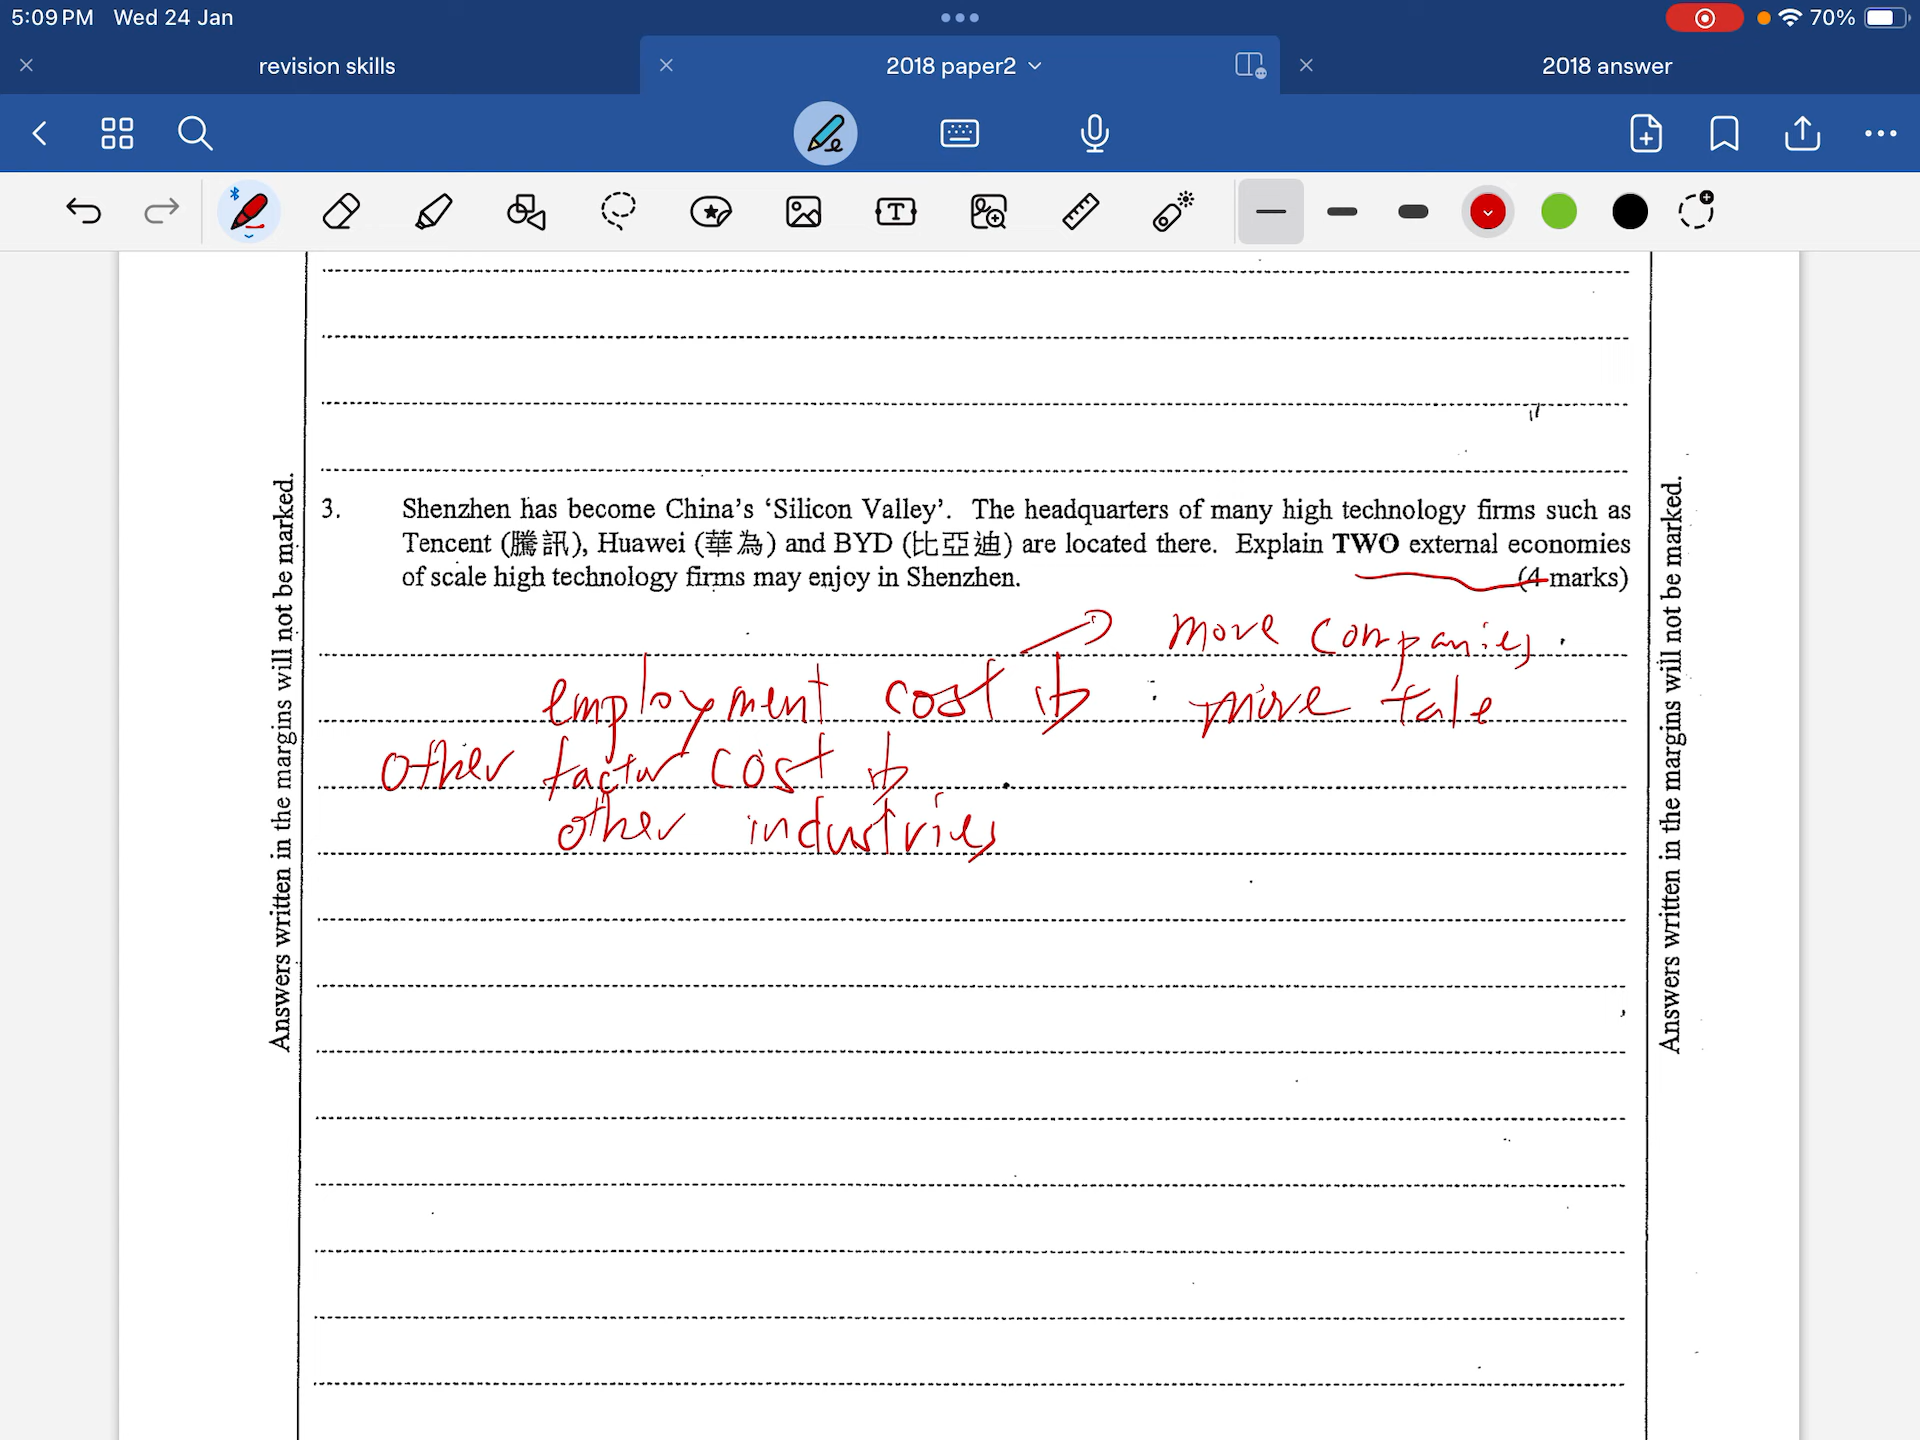 5:09 PM Wed 24 Jan
70%
revision skills
2018 paper2
2018 answer
3. Shenzhen has become China's 'Silicon Valley'. The headquarters of many high technology firms such as
Tencent (騰訊), Huawei (華為) and BYD (比亞迪) are located there. Explain TWO external economies
of scale high technology firms may enjoy in Shenzhen. (4 marks)
more companies
employment cost ↓ : more tale
other factor cost ↓
other industries
Answers written in the margins will not be marked.
Answers written in the margins will not be marked.